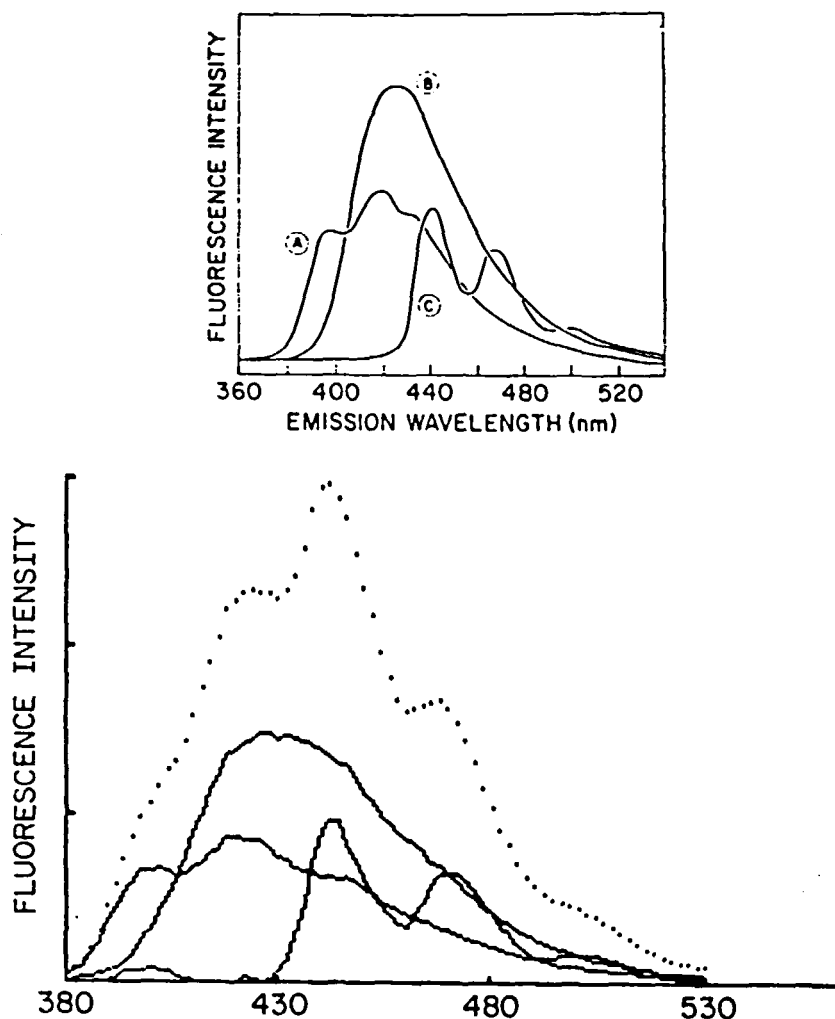 FLUORESCENCE INTENSITY
A
B
C
360 400 440 480 520
EMISSION WAVELENGTH (nm)
FLUORESCENCE INTENSITY
380 430 480 530